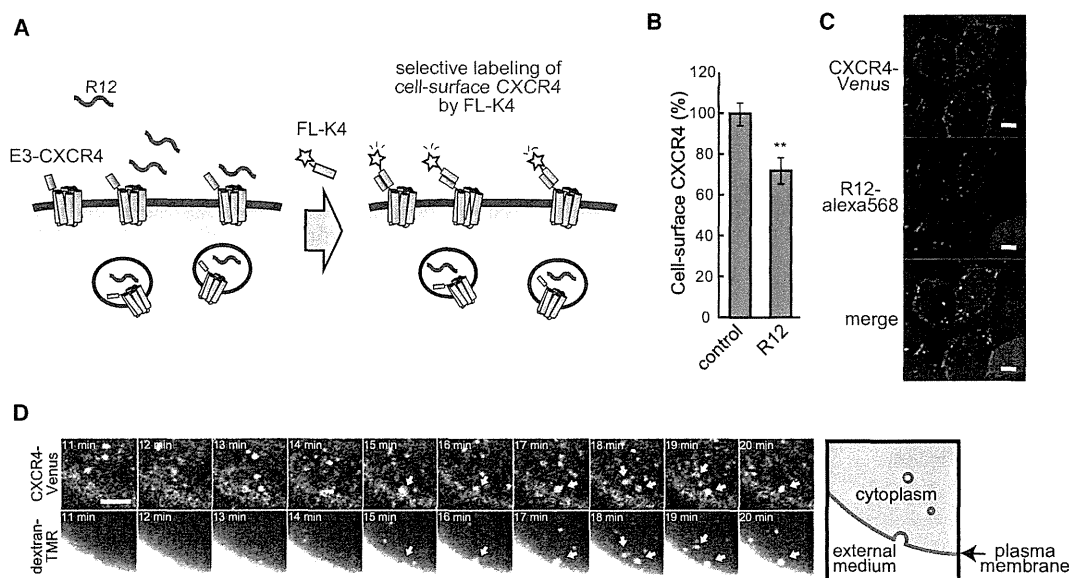 A
R12
E3-CXCR4
FL-K4
selective labeling of
cell-surface CXCR4
by FL-K4
B
Cell-surface CXCR4 (%)
120
100
80
60
40
20
0
**
control
R12
C
CXCR4-
Venus
R12-
alexa568
merge
D
CXCR4-
Venus
11 min
12 min
13 min
14 min
15 min
16 min
17 min
18 min
19 min
20 min
dextran-
TMR
11 min
12 min
13 min
14 min
15 min
16 min
17 min
18 min
19 min
20 min
cytoplasm
external
medium
plasma
membrane